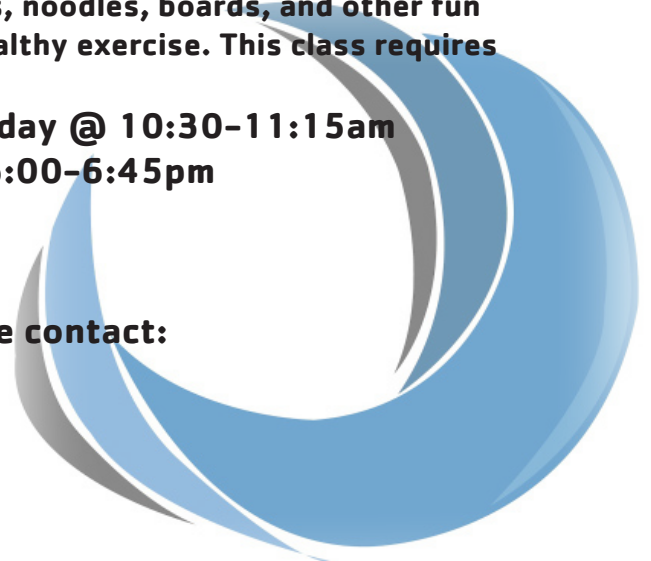 , noodles, boards, and other fun
althy exercise. This class requires
day @ 10:30-11:15am
:00-6:45pm
e contact: